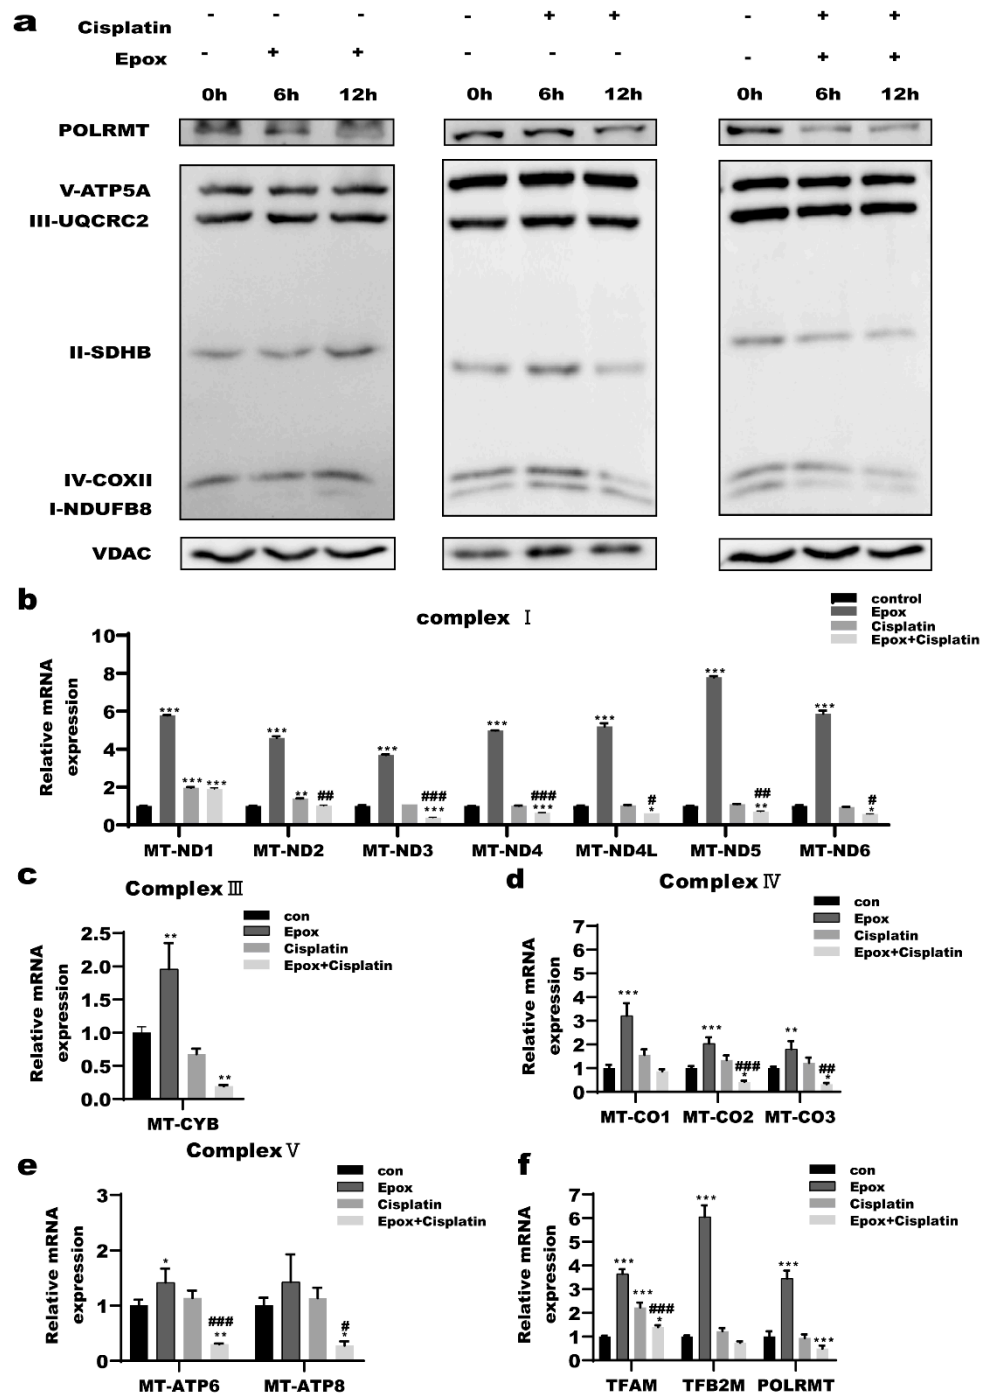 a
Cisplatin - - - - + + - + +
Epox - + + - - - - + +
0h 6h 12h 0h 6h 12h 0h 6h 12h
POLRMT
V-ATP5A
III-UQCRC2
II-SDHB
IV-COXII
I-NDUFB8
VDAC
b
complex Ⅰ
control
Epox
Cisplatin
Epox+Cisplatin
Relative mRNA
expression
10
8
6
4
2
0
*** *** *** *** *** *** ***
*** *** ** ## ### *** ### *** # * ## ** # *
MT-ND1 MT-ND2 MT-ND3 MT-ND4 MT-ND4L MT-ND5 MT-ND6
c
Complex Ⅲ
con
Epox
Cisplatin
Epox+Cisplatin
Relative mRNA
expression
2.5
2.0
1.5
1.0
0.5
0.0
**
**
MT-CYB
d
Complex Ⅳ
con
Epox
Cisplatin
Epox+Cisplatin
Relative mRNA
expression
7
6
5
4
3
2
1
0
*** *** **
### * ## *
MT-CO1 MT-CO2 MT-CO3
e
Complex Ⅴ
con
Epox
Cisplatin
Epox+Cisplatin
Relative mRNA
expression
3
2
1
0
*
### ** # *
MT-ATP6 MT-ATP8
f
con
Epox
Cisplatin
Epox+Cisplatin
Relative mRNA
expression
7
6
5
4
3
2
1
0
*** *** ***
*** ### * ***
TFAM TFB2M POLRMT